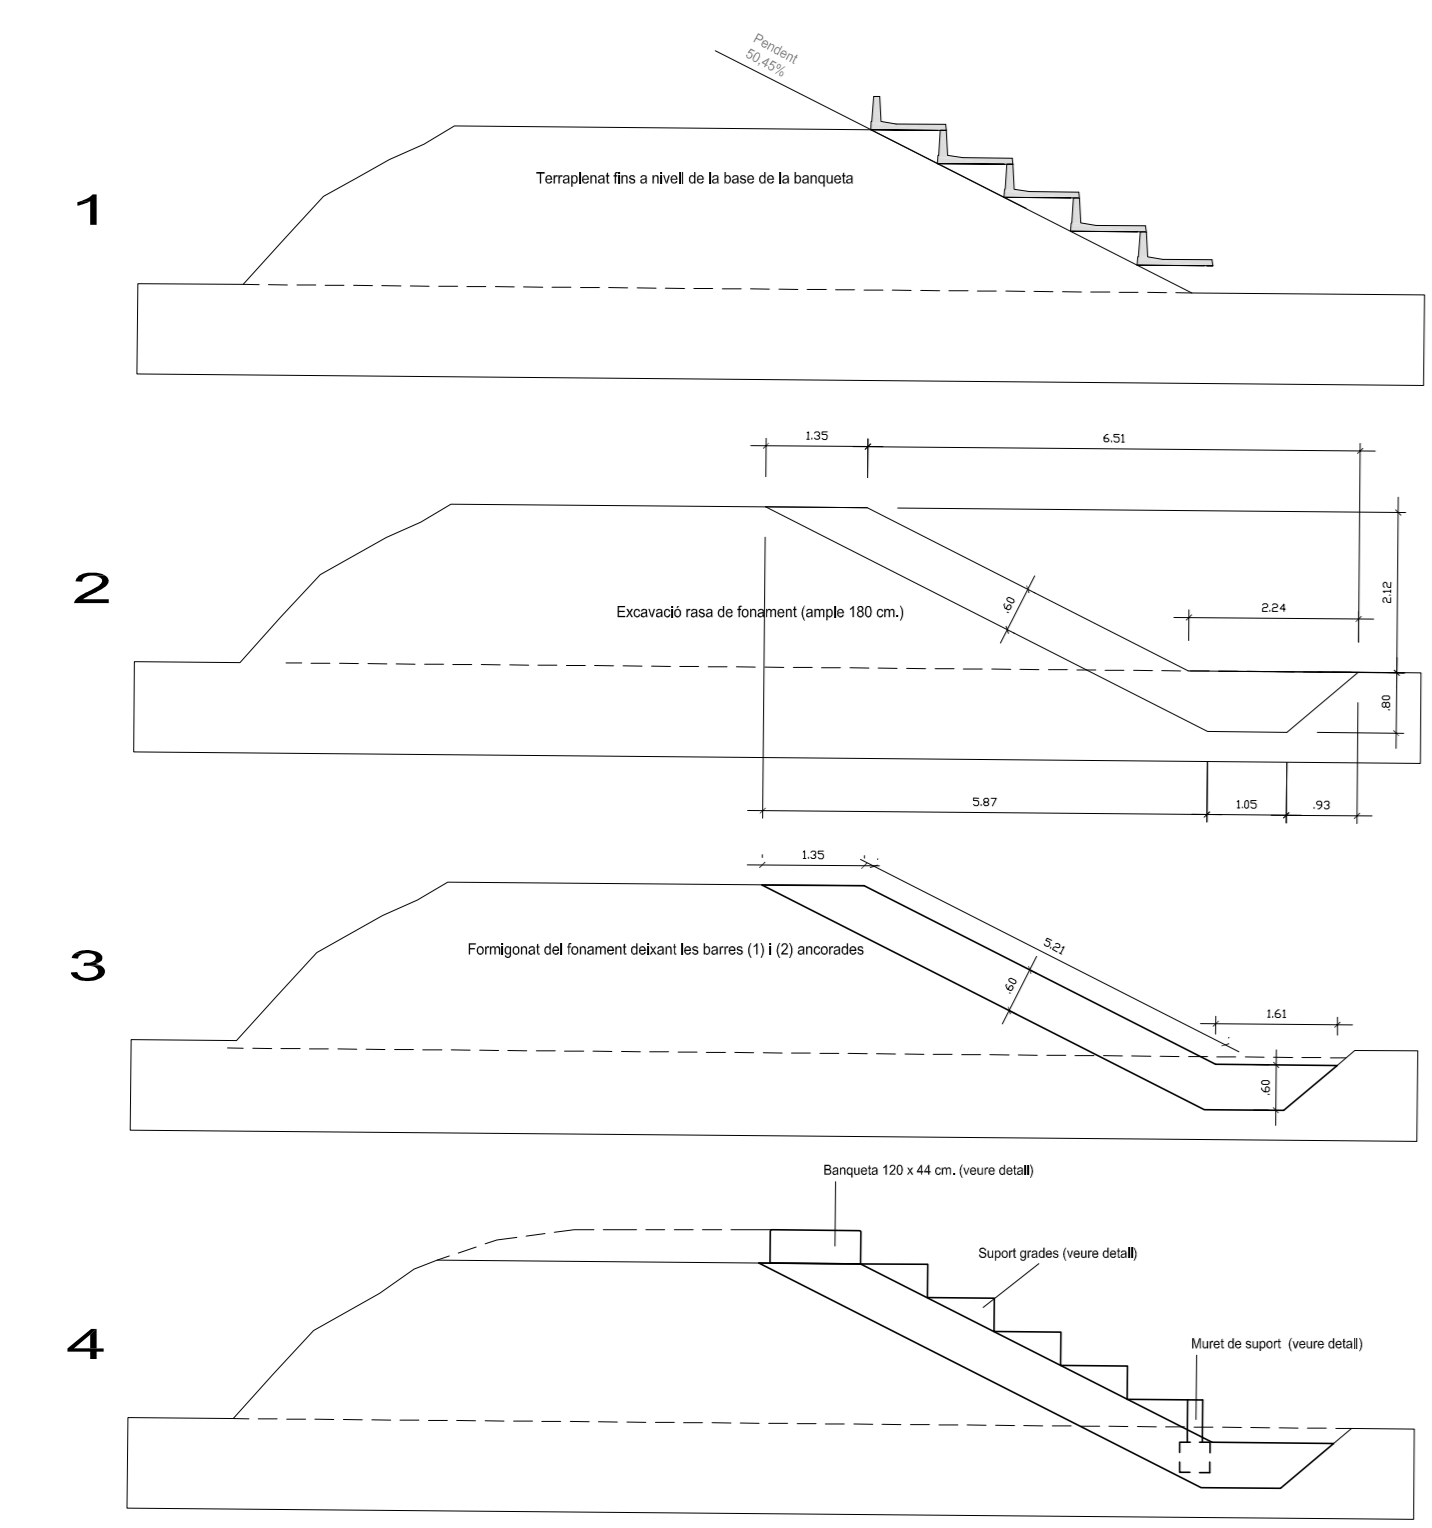 Pendent
50,45%
1
Terraplenat fins a nivell de la base de la banqueta
1.35
6.51
2
.60
Excavació rasa de fonament (ample 180 cm.)
2.24
2.12
.80
5.87
1.05
.93
1.35
3
Formigonat del fonament deixant les barres (1) i (2) ancorades
5.21
.60
1.61
.60
Banqueta 120 x 44 cm. (veure detall)
Suport grades (veure detall)
4
Muret de suport (veure detall)